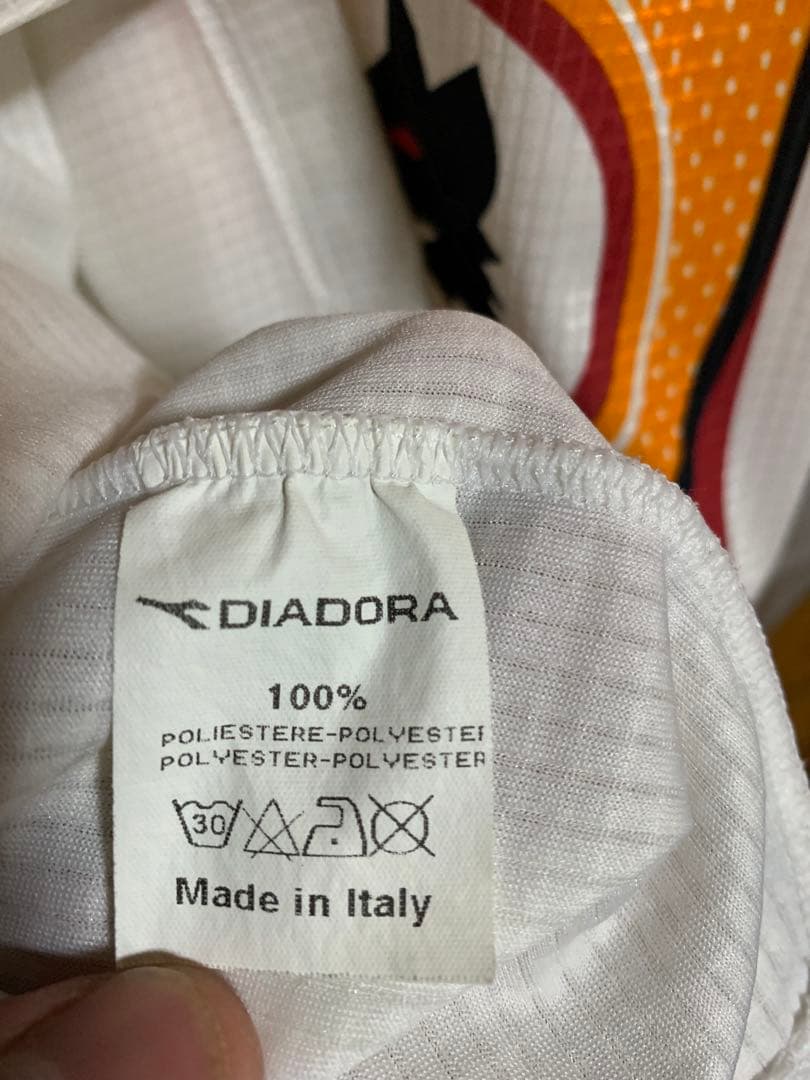 DIADORA
100%
POLIESTERE-POLYESTER
POLYESTER-POLYESTER
30
Made in Italy